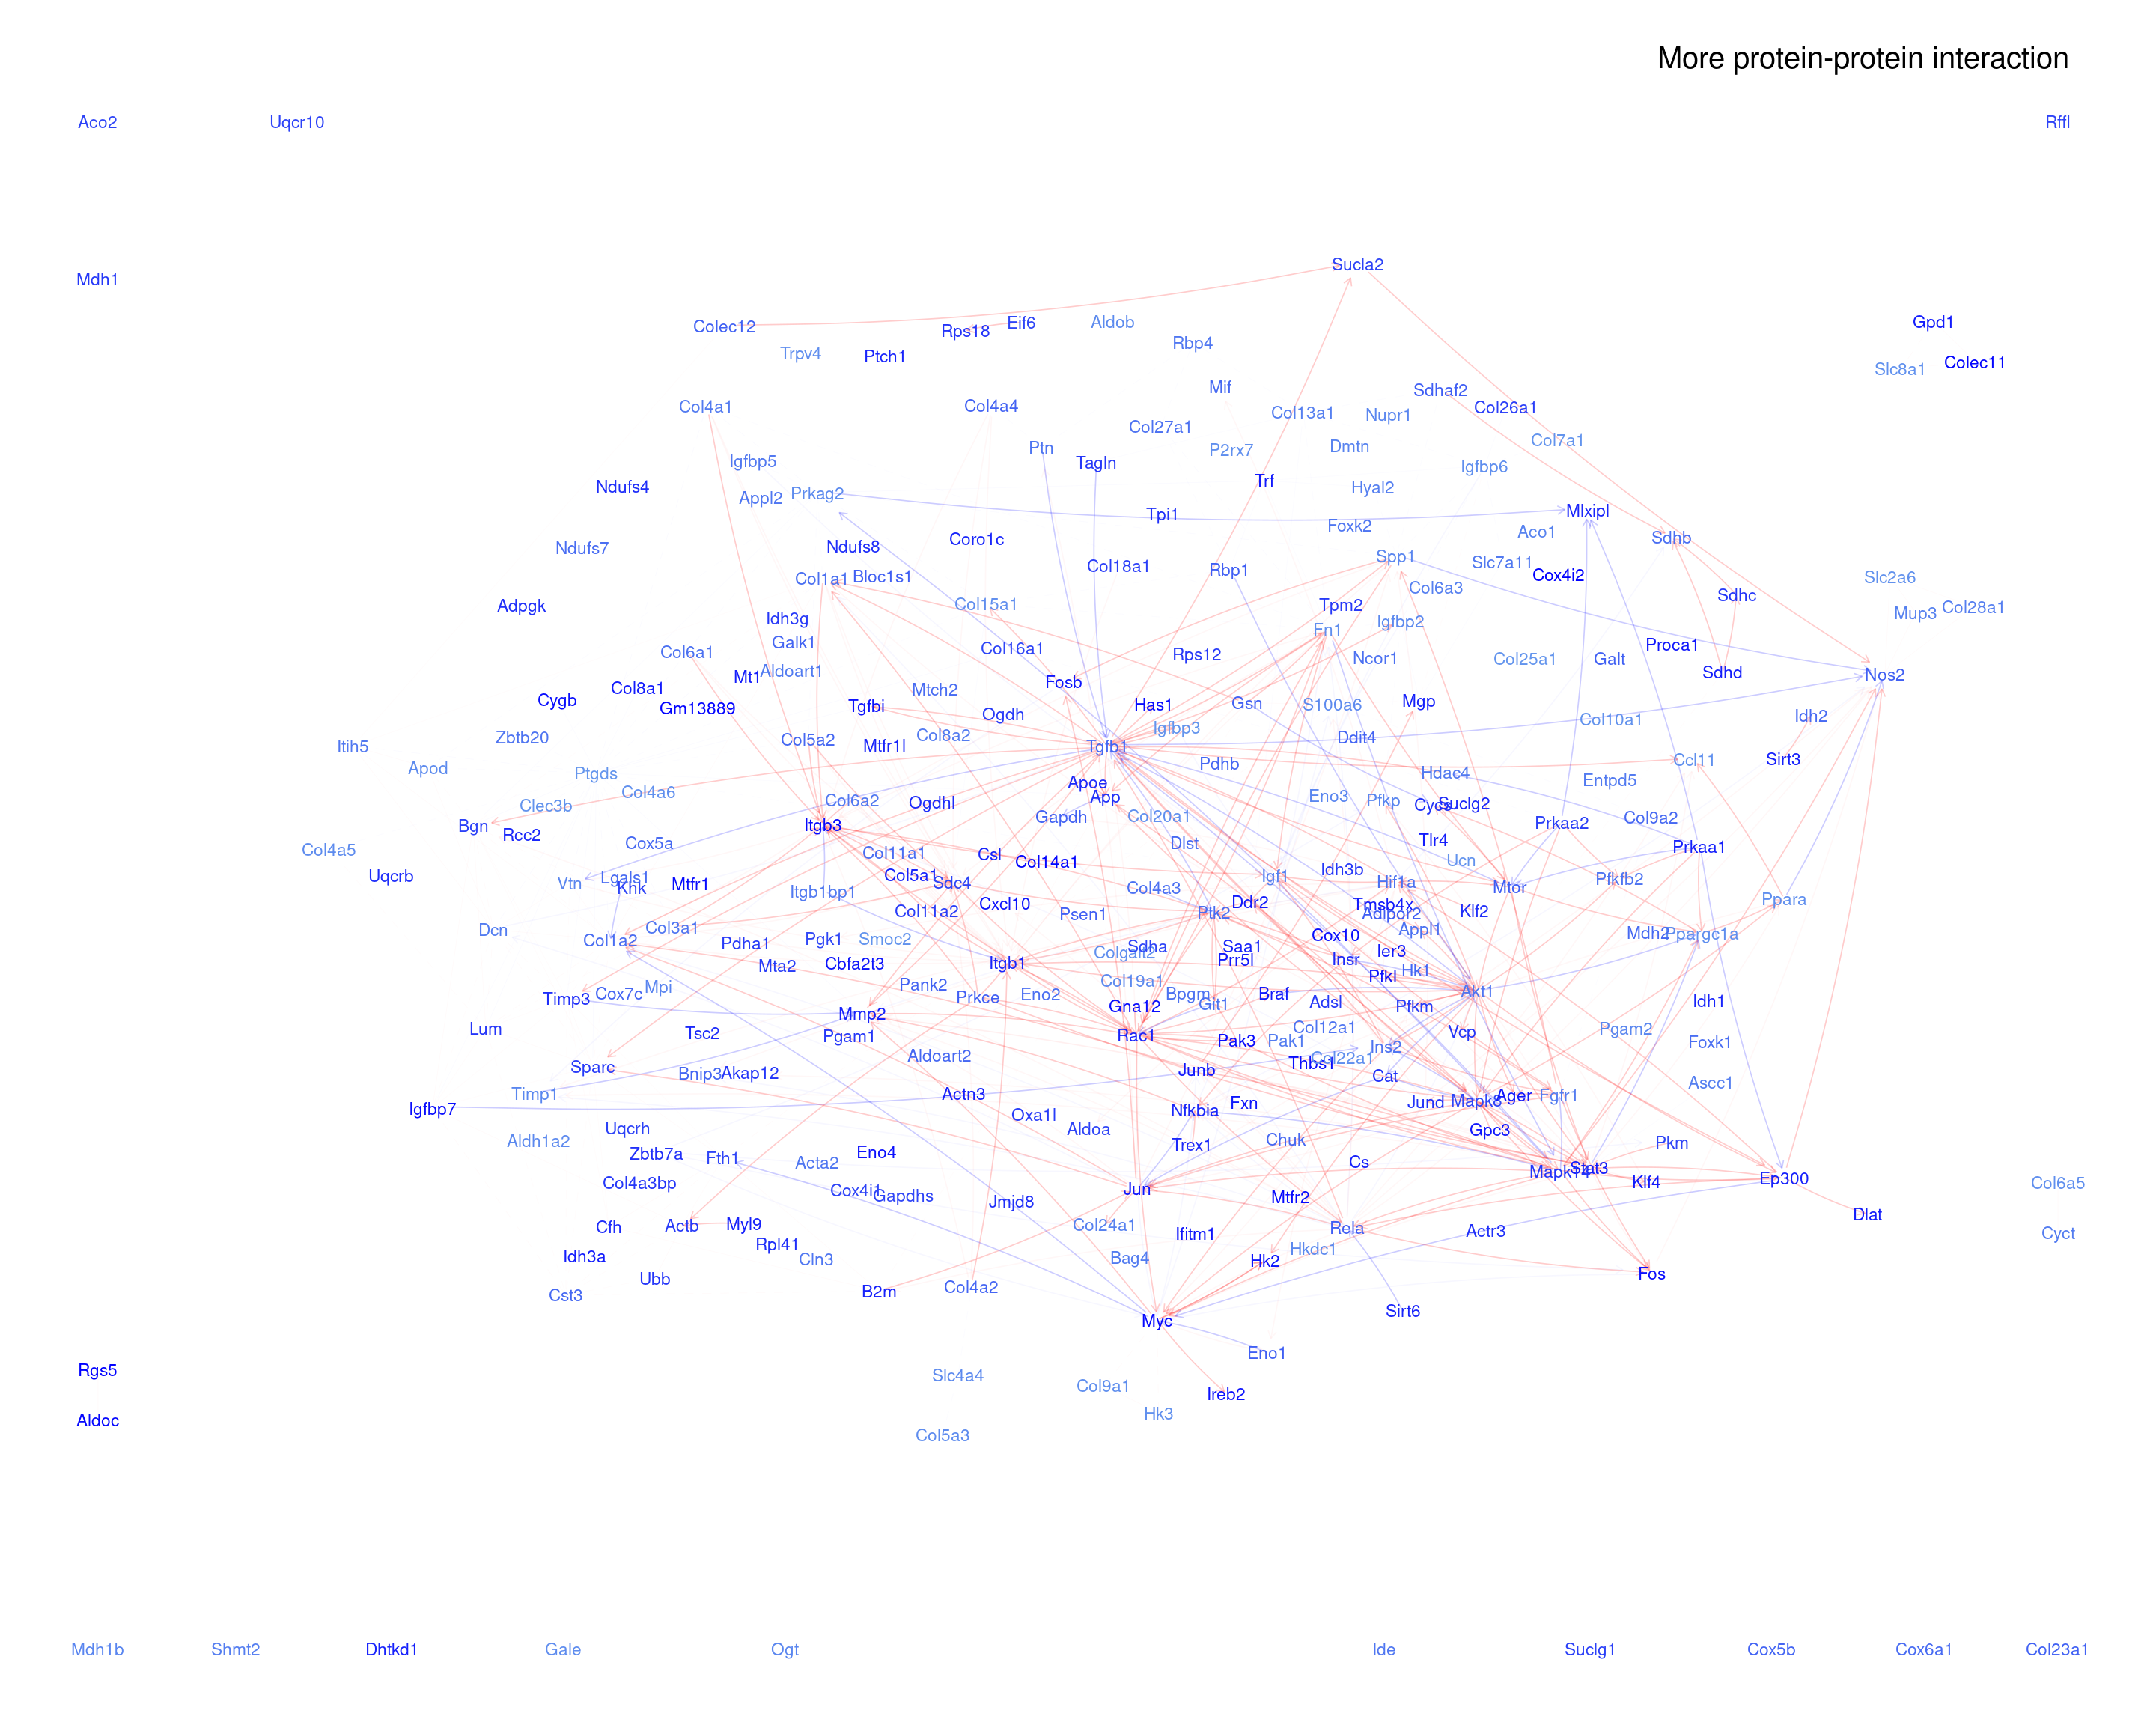 More protein-protein interaction
Aco2
Uqcr10
Rffl
Mdh1
Sucla2
Colec12
Rps18
Eif6
Aldob
Gpd1
Trpv4
Ptch1
Rbp4
Slc8a1
Colec11
Mif
Sdhaf2
Col4a1
Col4a4
Col13a1
Nupr1
Col26a1
Col27a1
Col7a1
Ptn
P2rx7
Dmtn
Igfbp5
Tagln
Igfbp6
Ndufs4
Appl2
Prkag2
Trf
Hyal2
Tpi1
Mlxipl
Foxk2
Aco1
Sdhb
Ndufs7
Ndufs8
Coro1c
Spp1
Col1a1
Bloc1s1
Col18a1
Rbp1
Slc7a11
Cox4i2
Slc2a6
Col6a3
Sdhc
Adpgk
Col15a1
Tpm2
Mup3
Col28a1
Idh3g
Igfbp2
Fn1
Galk1
Col16a1
Proca1
Col6a1
Rps12
Ncor1
Col25a1
Galt
Mt1
Aldoart1
Sdhd
Nos2
Col8a1
Fosb
Mtch2
Cygb
Gm13889
Tgfbi
Has1
Gsn
S100a6
Mgp
Ogdh
Col10a1
Idh2
Igfbp3
Zbtb20
Col5a2
Col8a2
Ddit4
Itih5
Mtfr1l
Tgfb1
Apod
Ptgds
Pdhb
Hdac4
Ccl11
Sirt3
Apoe
Entpd5
Clec3b
Col4a6
Col6a2
Ogdhl
App
Eno3
Pfkp
Cycs
Suclg2
Bgn
Rcc2
Itgb3
Gapdh
Col20a1
Prkaa2
Col9a2
Col4a5
Cox5a
Col11a1
Csl
Dlst
Tlr4
Prkaa1
Uqcrb
Vtn
Lgals1
Khk
Mtfr1
Itgb1bp1
Col5a1
Sdc4
Col14a1
Col4a3
Igf1
Idh3b
Hif1a
Ucn
Mtor
Pfkfb2
Ppara
Dcn
Col3a1
Col11a2
Cxcl10
Psen1
Ptk2
Ddr2
Tmsb4x
Adipor2
Klf2
Col1a2
Pdha1
Pgk1
Smoc2
Colgalt2
Sdha
Saa1
Cox10
Appl1
Mdh2
Ppargc1a
Mta2
Cbfa2t3
Itgb1
Prr5l
Insr
Ier3
Timp3
Cox7c
Mpi
Pank2
Prkce
Eno2
Col19a1
Bpgm
Git1
Braf
Pfkl
Hk1
Akt1
Idh1
Lum
Tsc2
Mmp2
Gna12
Adsl
Pfkm
Pgam1
Rac1
Pak3
Pak1
Col12a1
Ins2
Vcp
Pgam2
Foxk1
Sparc
Bnip3
Akap12
Aldoart2
Junb
Thbs1
Col22a1
Cat
Ascc1
Igfbp7
Timp1
Actn3
Nfkbia
Fxn
Jund
Mapk8
Ager
Fgfr1
Aldh1a2
Uqcrh
Oxa1l
Aldoa
Trex1
Chuk
Gpc3
Pkm
Zbtb7a
Fth1
Acta2
Eno4
Cs
Mapk14
Stat3
Klf4
Ep300
Col6a5
Col4a3bp
Cox4i1
Gapdhs
Jmjd8
Jun
Mtfr2
Cfh
Actb
Myl9
Col24a1
Ifitm1
Rela
Actr3
Dlat
Cyct
Idh3a
Rpl41
Cln3
Bag4
Hk2
Hkdc1
Fos
Cst3
Ubb
B2m
Col4a2
Myc
Sirt6
Rgs5
Slc4a4
Col9a1
Eno1
Ireb2
Aldoc
Hk3
Col5a3
Mdh1b
Shmt2
Dhtkd1
Gale
Ogt
Ide
Suclg1
Cox5b
Cox6a1
Col23a1